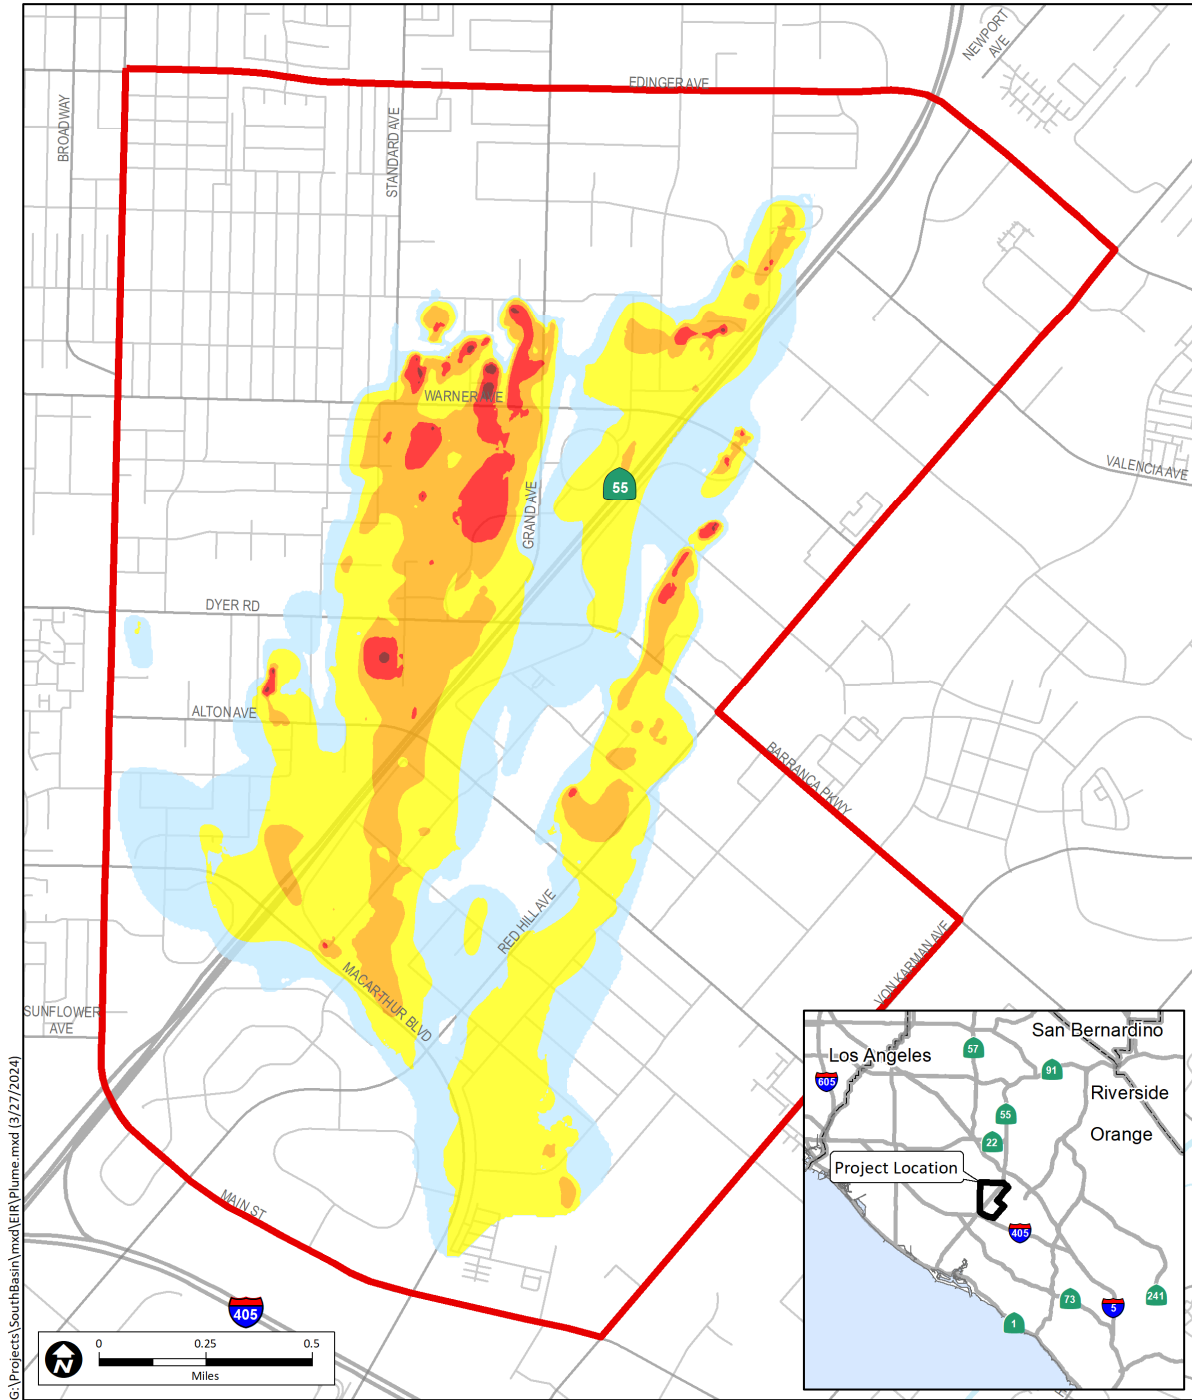 NEWPORT
AVE
EDINGER AVE
BROADWAY
STANDARD AVE
WARNER AVE
VALENCIA AVE
55
GRAND AVE
DYER RD
ALTON AVE
BARRANCA PKWY
RED HILL AVE
VON KARMAN AVE
MACARTHUR BLVD
SUNFLOWER
AVE
MAIN ST
405
N
0
0.25
0.5
Miles
G:\Projects\SouthBasin\mxd\EIR\Plume.mxd (3/27/2024)
San Bernardino
Los Angeles
57
91
605
Riverside
55
Orange
22
Project Location
405
73
5
241
1